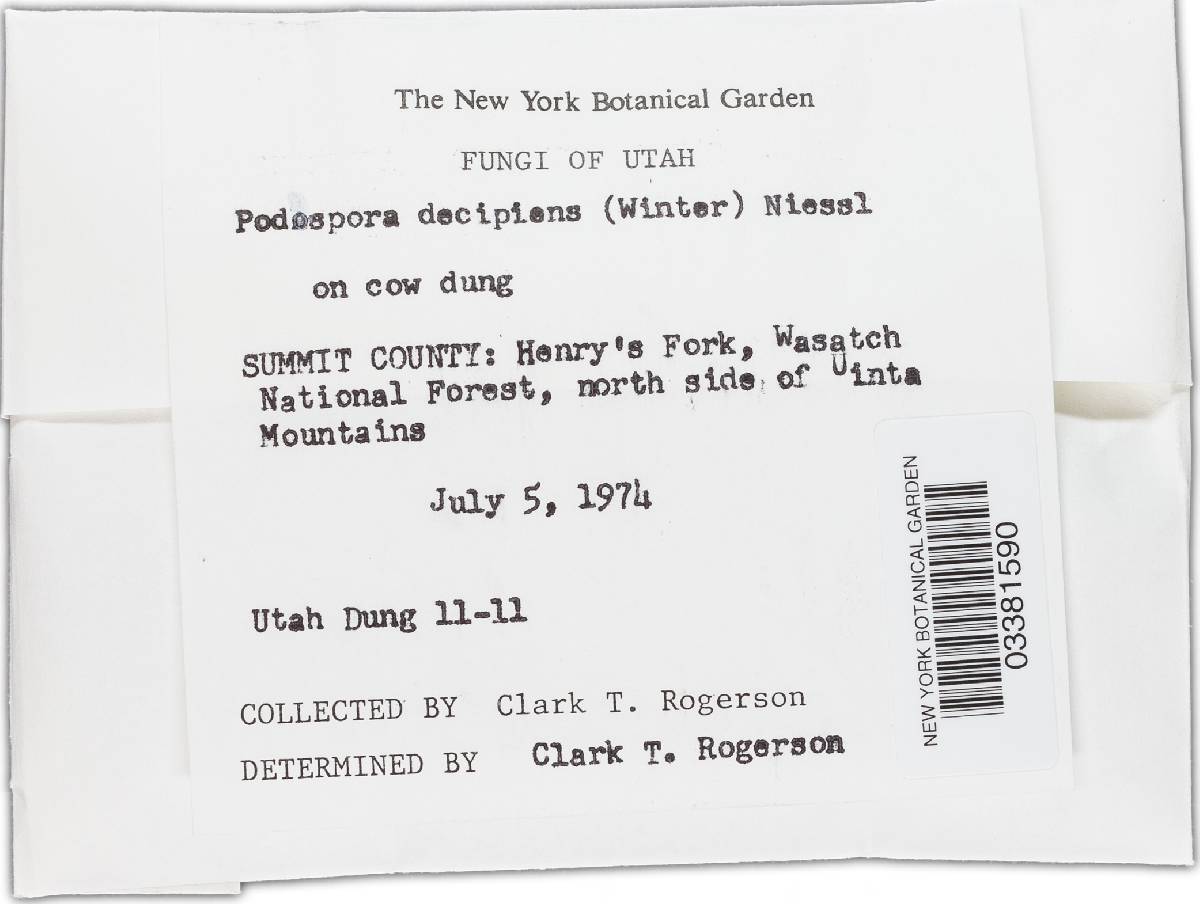 The New York Botanical Garden
FUNGI OF UTAH
Podospora decipiens (Winter) Niessl
on cow dung
SUMMIT COUNTY: Henry's Fork, Wasatch
National Forest, north side of Uinta
Mountains
July 5, 1974
Utah Dung 11-11
COLLECTED BY Clark T. Rogerson
DETERMINED BY Clark T. Rogerson
NEW YORK BOTANICAL GARDEN
03381590